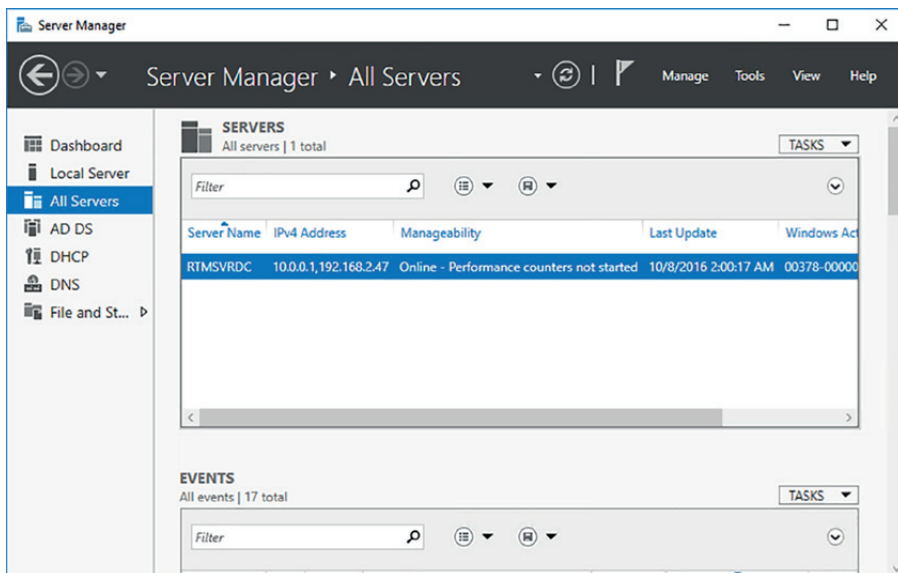 Server Manager
Server Manager ‣ All Servers
Manage Tools View Help
Dashboard
Local Server
All Servers
AD DS
DHCP
DNS
File and St...
SERVERS
All servers | 1 total
TASKS
Filter
Server Name IPv4 Address Manageability Last Update Windows Act
RTMSVRDC 10.0.0.1,192.168.2.47 Online - Performance counters not started 10/8/2016 2:00:17 AM 00378-00000
EVENTS
All events | 17 total
TASKS
Filter